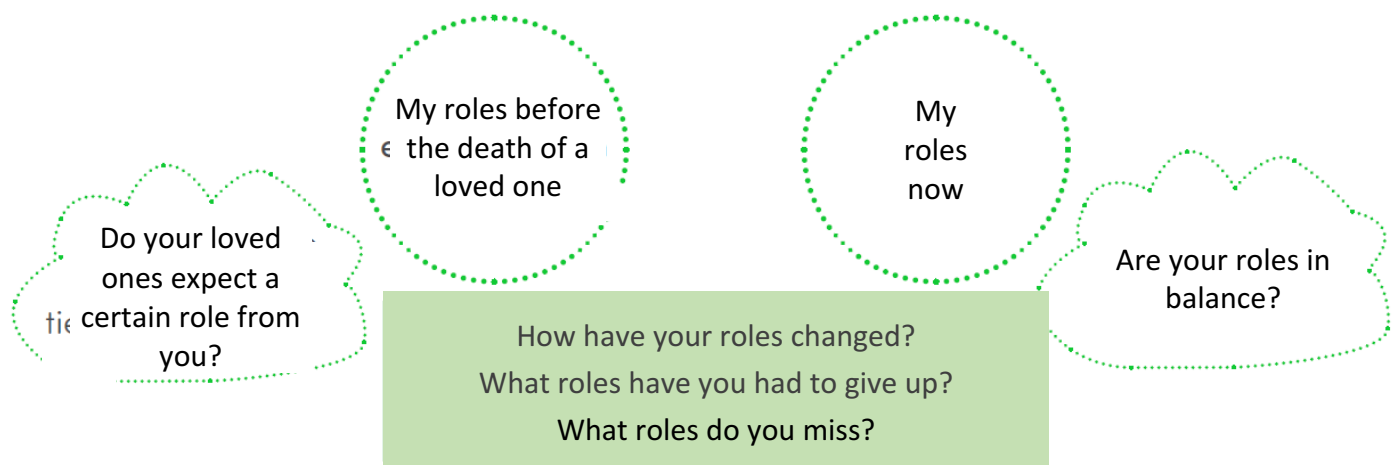 My roles before
the death of a
loved one
My
roles
now
Do your loved
ones expect a
certain role from
you?
Are your roles in
balance?
How have your roles changed?
What roles have you had to give up?
What roles do you miss?